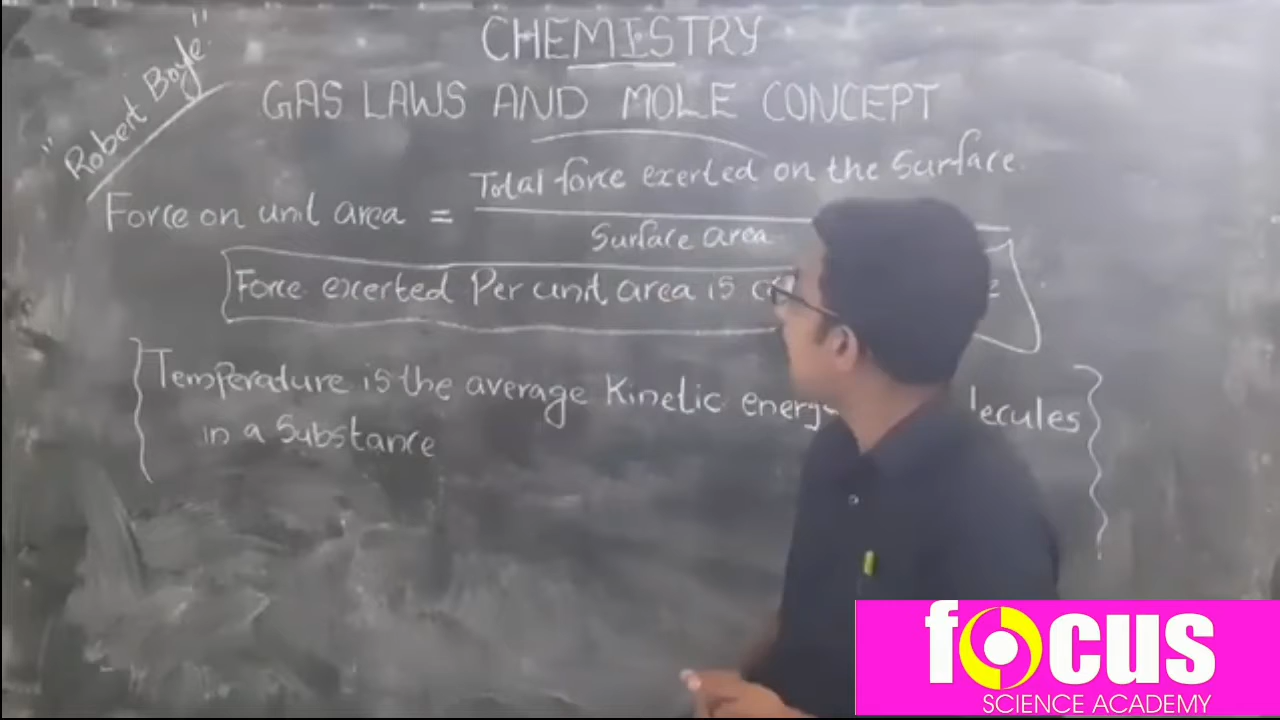 CHEMISTRY
"Robert Boyle"
GAS LAWS AND MOLE CONCEPT
Total force exerted on the Surface
Force on unit area =
Surface area
Force exerted Per unit area is
Temperature is the average Kinetic energy
in a Substance
focus
SCIENCE ACADEMY